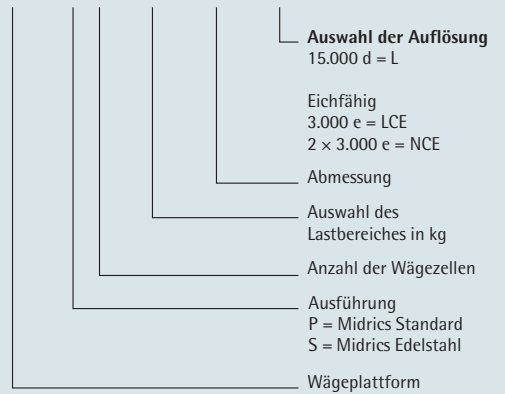 Auswahl der Auflösung
15.000 d = L
Eichfähig
3.000 e = LCE
2 × 3.000 e = NCE
Abmessung
Auswahl des
Lastbereiches in kg
Anzahl der Wägezellen
Ausführung
P = Midrics Standard
S = Midrics Edelstahl
Wägeplattform